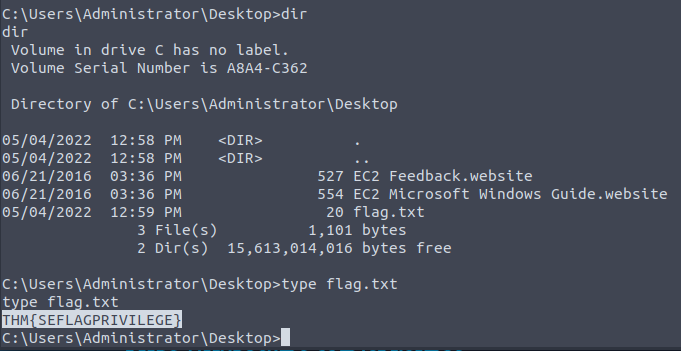 C:\Users\Administrator\Desktop>dir
dir
 Volume in drive C has no label.
 Volume Serial Number is A8A4-C362

 Directory of C:\Users\Administrator\Desktop

05/04/2022  12:58 PM    <DIR>          .
05/04/2022  12:58 PM    <DIR>          ..
06/21/2016  03:36 PM               527 EC2 Feedback.website
06/21/2016  03:36 PM               554 EC2 Microsoft Windows Guide.website
05/04/2022  12:59 PM                20 flag.txt
               3 File(s)          1,101 bytes
               2 Dir(s)  15,613,014,016 bytes free

C:\Users\Administrator\Desktop>type flag.txt
type flag.txt
THM{SEFLAGPRIVILEGE}
C:\Users\Administrator\Desktop>